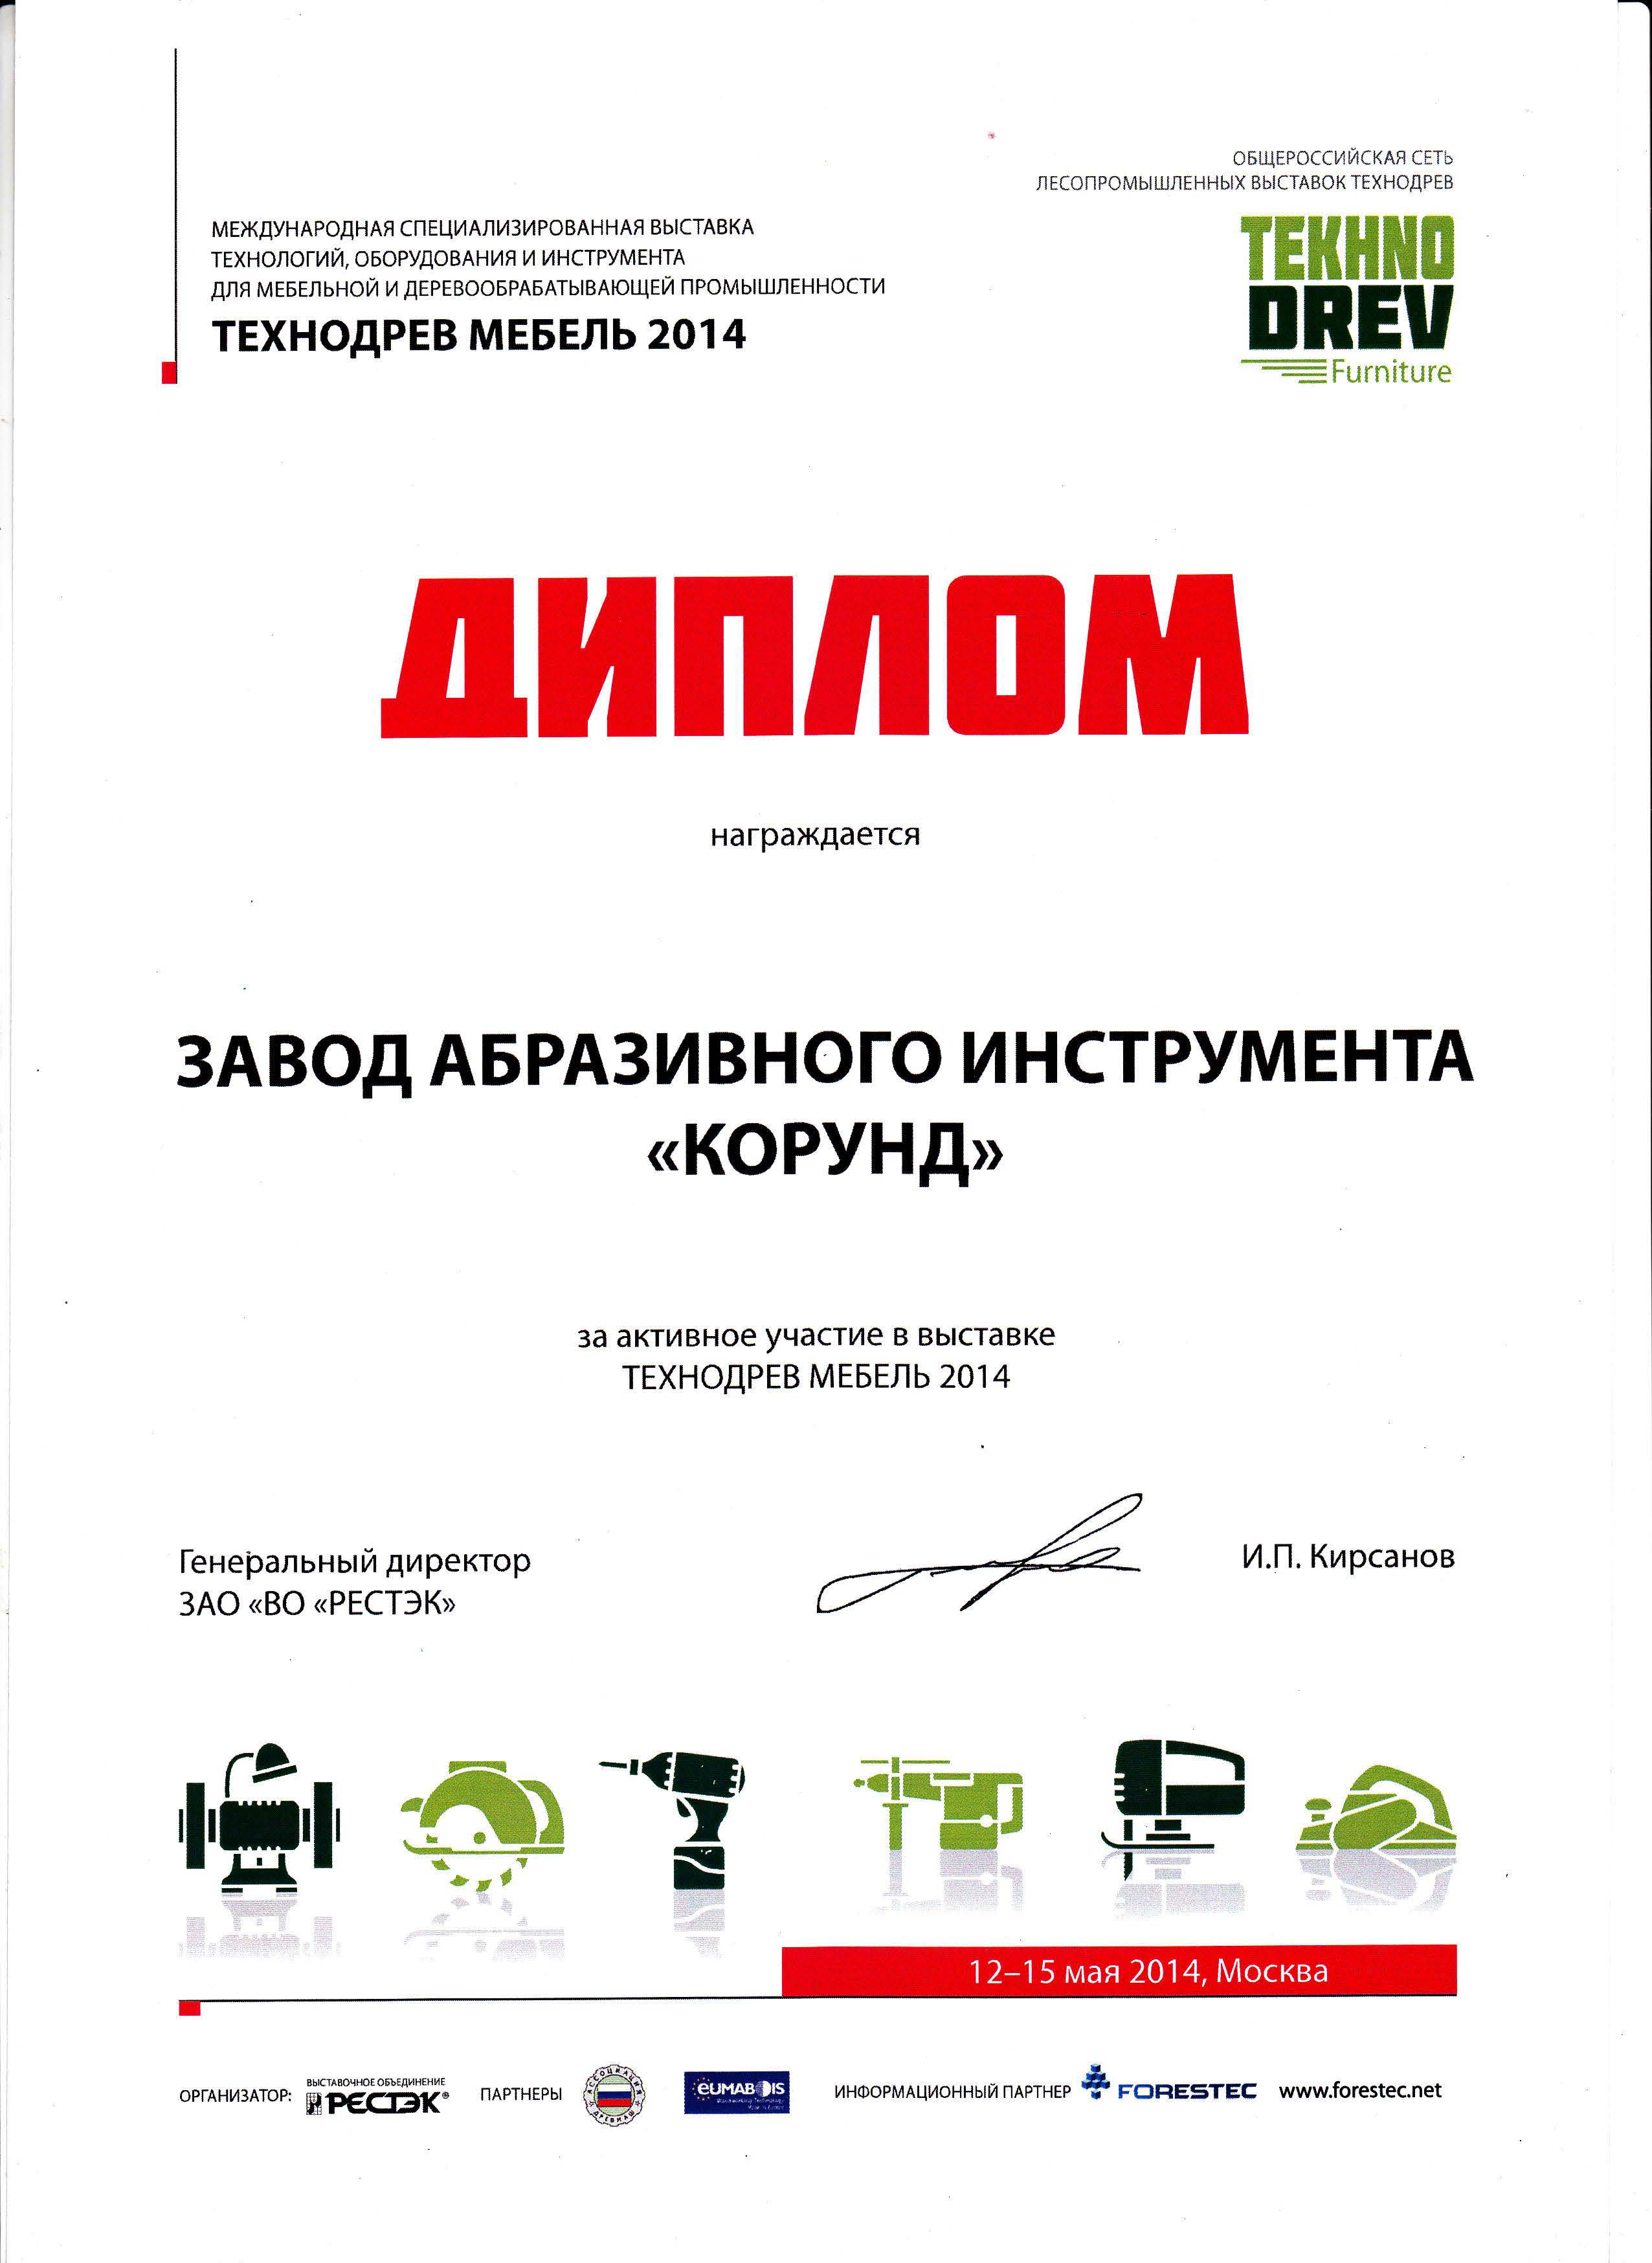 ОБЩЕРОССИЙСКАЯ СЕТЬ
ЛЕСОПРОМЫШЛЕННЫХ ВЫСТАВОК ТЕХНОДРЕВ
МЕЖДУНАРОДНАЯ СПЕЦИАЛИЗИРОВАННАЯ ВЫСТАВКА
ТЕХНОЛОГИЙ, ОБОРУДОВАНИЯ И ИНСТРУМЕНТА
ДЛЯ МЕБЕЛЬНОЙ И ДЕРЕВООБРАБАТЫВАЮЩЕЙ ПРОМЫШЛЕННОСТИ
ТЕХНОДРЕВ МЕБЕЛЬ 2014
TEKHNO
DREV
Furniture
ДИПЛОМ
награждается
ЗАВОД АБРАЗИВНОГО ИНСТРУМЕНТА
«КОРУНД»
за активное участие в выставке
ТЕХНОДРЕВ МЕБЕЛЬ 2014
Генеральный директор
ЗАО «ВО «РЕСТЭК»
И.П. Кирсанов
12–15 мая 2014, Москва
ОРГАНИЗАТОР:
ВЫСТАВОЧНОЕ ОБЪЕДИНЕНИЕ
РЕСТЭК®
ПАРТНЕРЫ
АССОЦИАЦИЯ
ДРЕВМАШ
EUMABOIS
ИНФОРМАЦИОННЫЙ ПАРТНЕР
FORESTEC
www.forestec.net